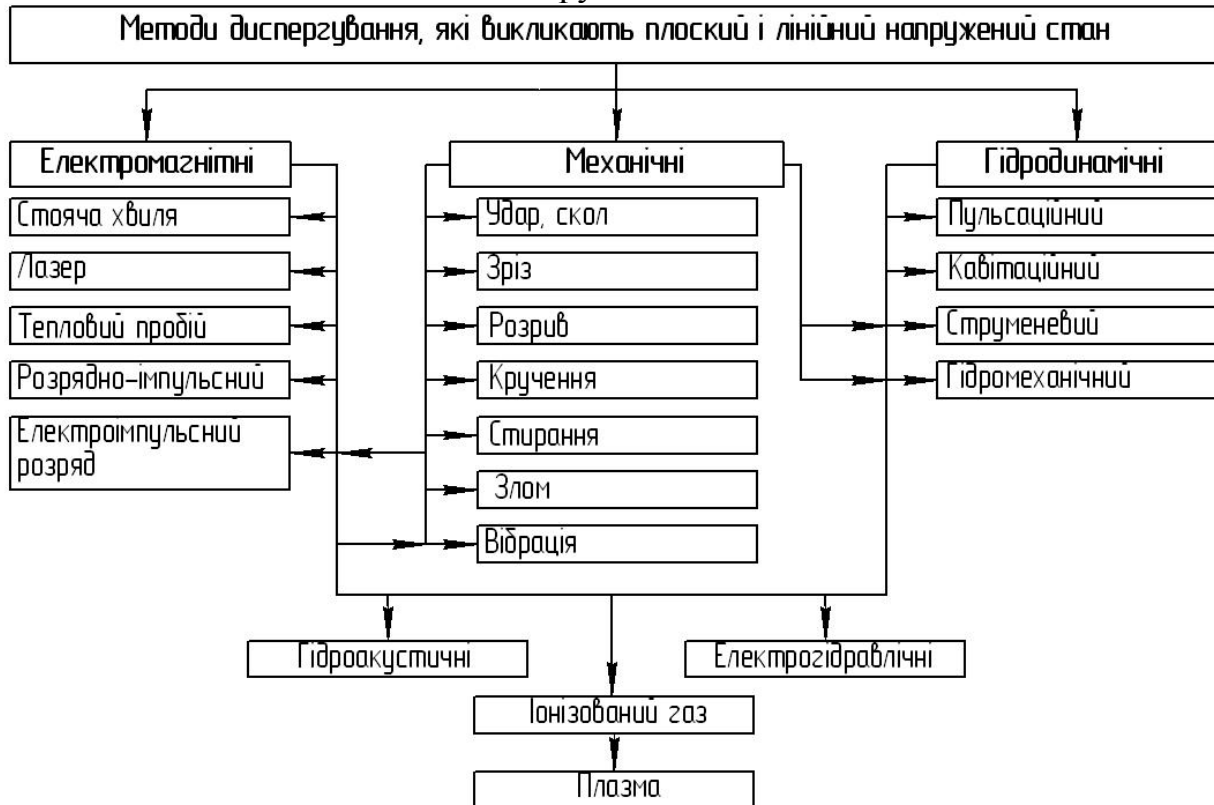 Методи диспергування, які викликають плоский і лінійний напружений стан
Електромагнітні
Механічні
Гідродинамічні
Стояча хвиля
Лазер
Тепловий пробій
Розрядно-імпульсний
Електроімпульсний
розряд
Удар, скол
Зріз
Розрив
Кручення
Стирання
Злом
Вібрація
Пульсаційний
Кавітаційний
Струменевий
Гідромеханічний
Гідроакустичні
Електрогідравлічні
Іонізований газ
Плазма